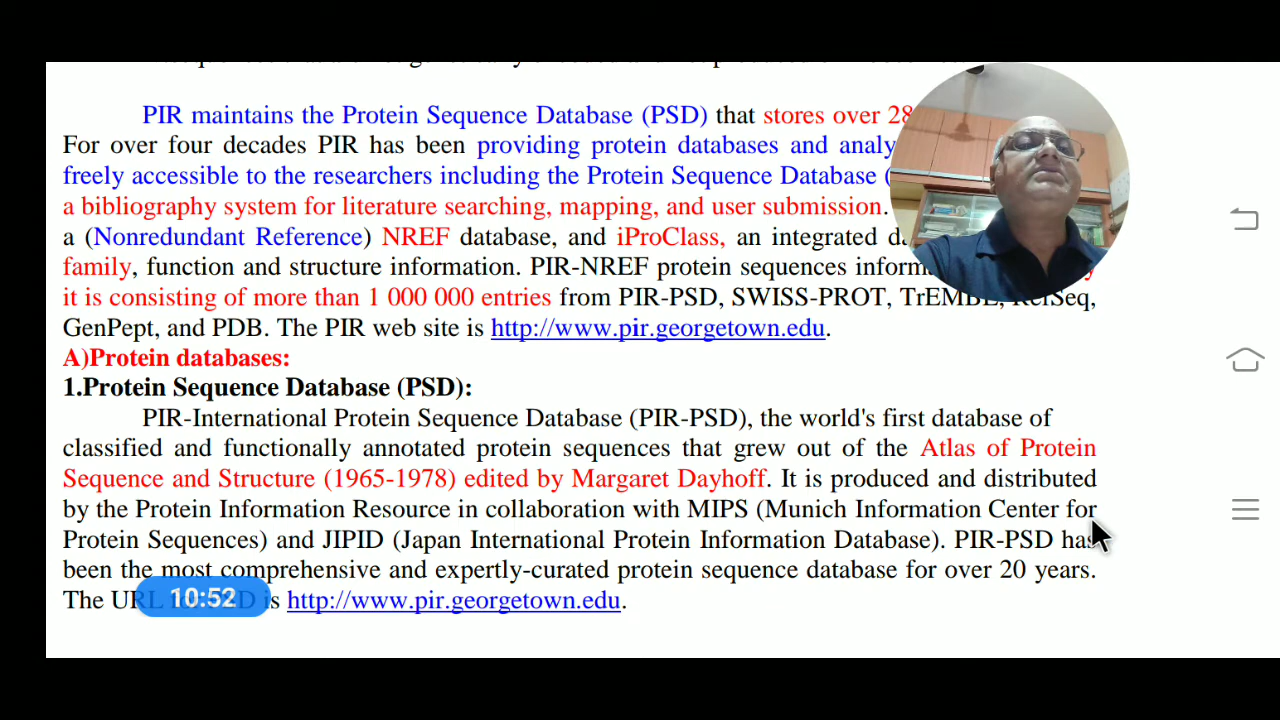 PIR maintains the Protein Sequence Database (PSD) that stores over 28
For over four decades PIR has been providing protein databases and
freely accessible to the researchers including the Protein Sequence Database (
a bibliography system for literature searching, mapping, and user submission.
a (Nonredundant Reference) NREF database, and iProClass, an integrated
family, function and structure information. PIR-NREF protein sequences
it is consisting of more than 1 000 000 entries from PIR-PSD, SWISS-PROT, TrEMBL, RefSeq,
GenPept, and PDB. The PIR web site is http://www.pir.georgetown.edu.
A)Protein databases:
1.Protein Sequence Database (PSD):
PIR-International Protein Sequence Database (PIR-PSD), the world's first database of
classified and functionally annotated protein sequences that grew out of the Atlas of Protein
Sequence and Structure (1965-1978) edited by Margaret Dayhoff. It is produced and distributed
by the Protein Information Resource in collaboration with MIPS (Munich Information Center for
Protein Sequences) and JIPID (Japan International Protein Information Database). PIR-PSD has
been the most comprehensive and expertly-curated protein sequence database for over 20 years.
The is http://www.pir.georgetown.edu.
10:52